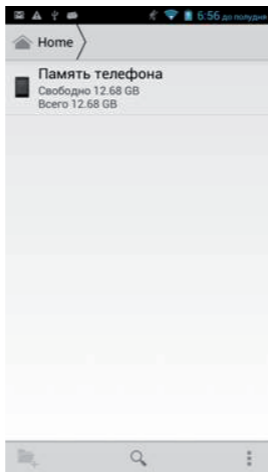 6:56 до полудня
Home
Память телефона
Свободно 12.68 GB
Всего 12.68 GB